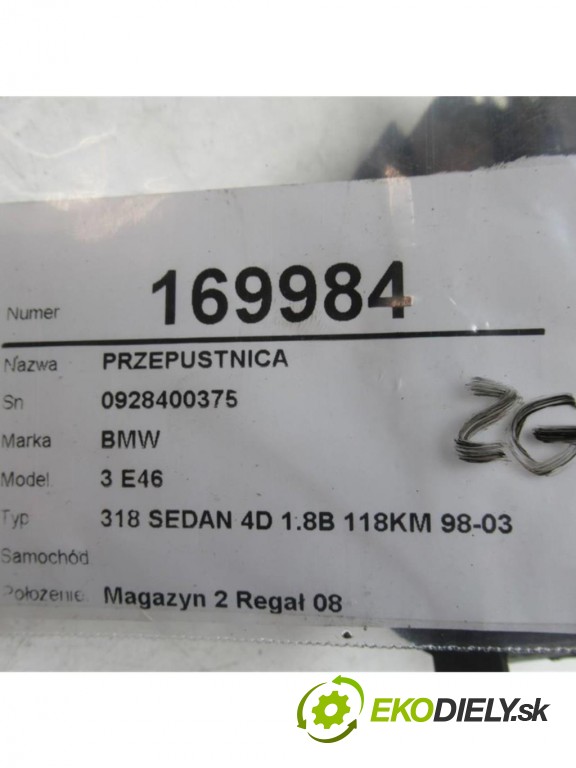 Numer 169984
Nazwa PRZEPUSTNICA
Sn 0928400375
Marka BMW
Model 3 E46
Typ 318 SEDAN 4D 1.8B 118KM 98-03
Samochód
Położenie Magazyn 2 Regał 08
ZG
EKODIELY.sk